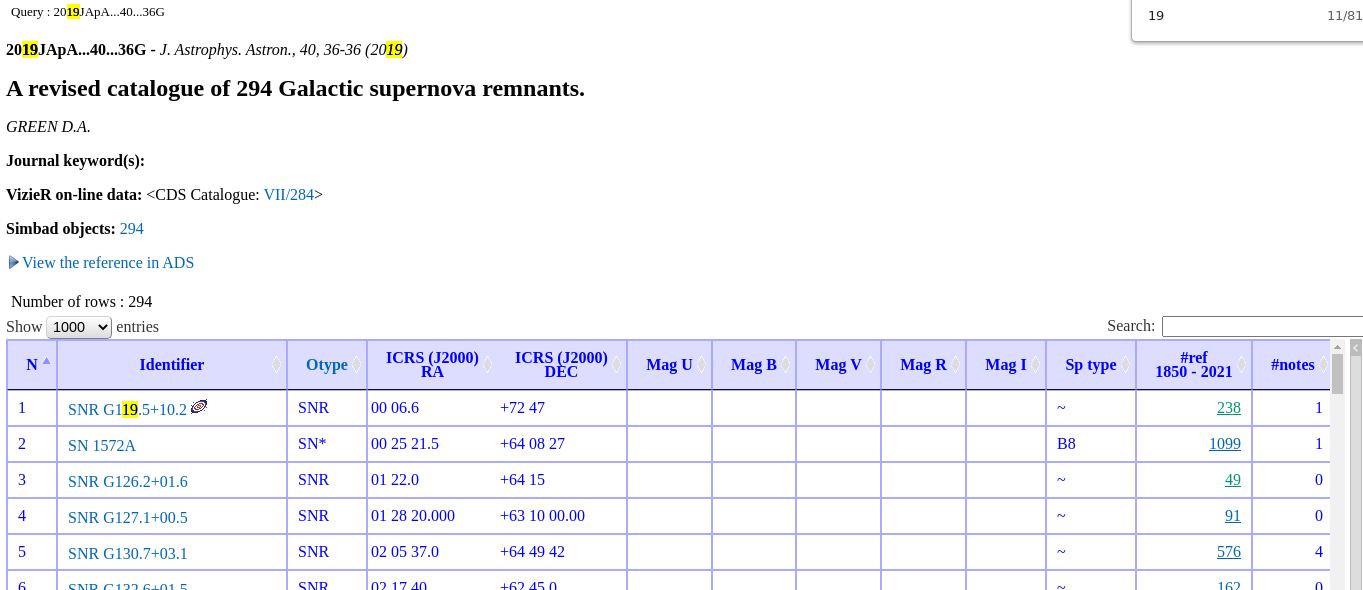 Query : 2019JApA...40...36G
19 11/81
2019JApA...40...36G - J. Astrophys. Astron., 40, 36-36 (2019)
A revised catalogue of 294 Galactic supernova remnants.
GREEN D.A.
Journal keyword(s):
VizieR on-line data: <CDS Catalogue: VII/284>
Simbad objects: 294
View the reference in ADS
Number of rows : 294
Show 1000 entries Search:
N Identifier Otype ICRS (J2000) RA ICRS (J2000) DEC Mag U Mag B Mag V Mag R Mag I Sp type #ref 1850 - 2021 #notes
1 SNR G119.5+10.2 SNR 00 06.6 +72 47 ~ 238 1
2 SN 1572A SN* 00 25 21.5 +64 08 27 B8 1099 1
3 SNR G126.2+01.6 SNR 01 22.0 +64 15 ~ 49 0
4 SNR G127.1+00.5 SNR 01 28 20.000 +63 10 00.00 ~ 91 0
5 SNR G130.7+03.1 SNR 02 05 37.0 +64 49 42 ~ 576 4
6 SNR G132.6+01.5 SNR 02 17 40 +62 45.0 ~ 162 0